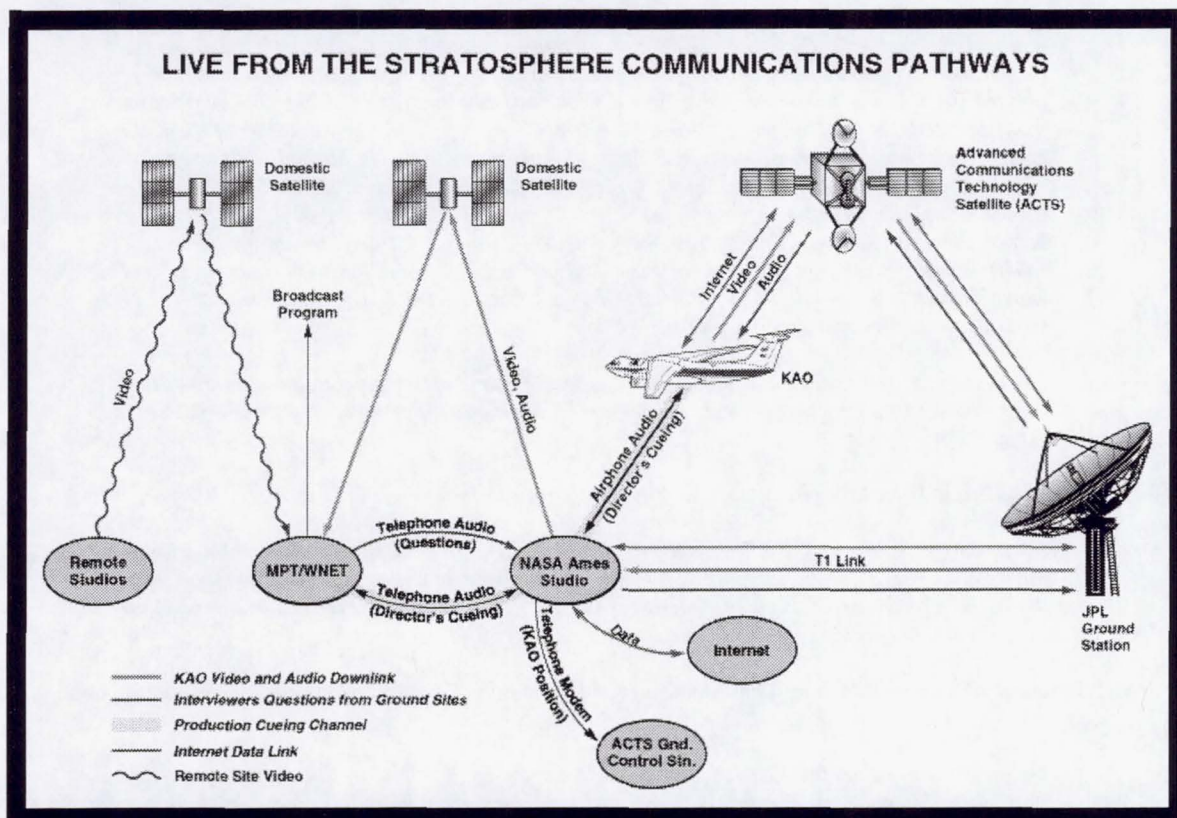 LIVE FROM THE STRATOSPHERE COMMUNICATIONS PATHWAYS
Domestic
Satellite
Domestic
Satellite
Advanced
Communications
Technology
Satellite (ACTS)
Broadcast
Program
Internet
Video
Audio
KAO
Video
Video, Audio
Airphone Audio
(Director's Cueing)
Remote
Studios
MPT/WNET
Telephone Audio
(Questions)
Telephone Audio
(Director's Cueing)
NASA Ames
Studio
T1 Link
JPL
Ground
Station
Data
Internet
Telephone Modem
(KAO Position)
ACTS Gnd.
Control Stn.
KAO Video and Audio Downlink
Interviewers Questions from Ground Sites
Production Cueing Channel
Internet Data Link
Remote Site Video